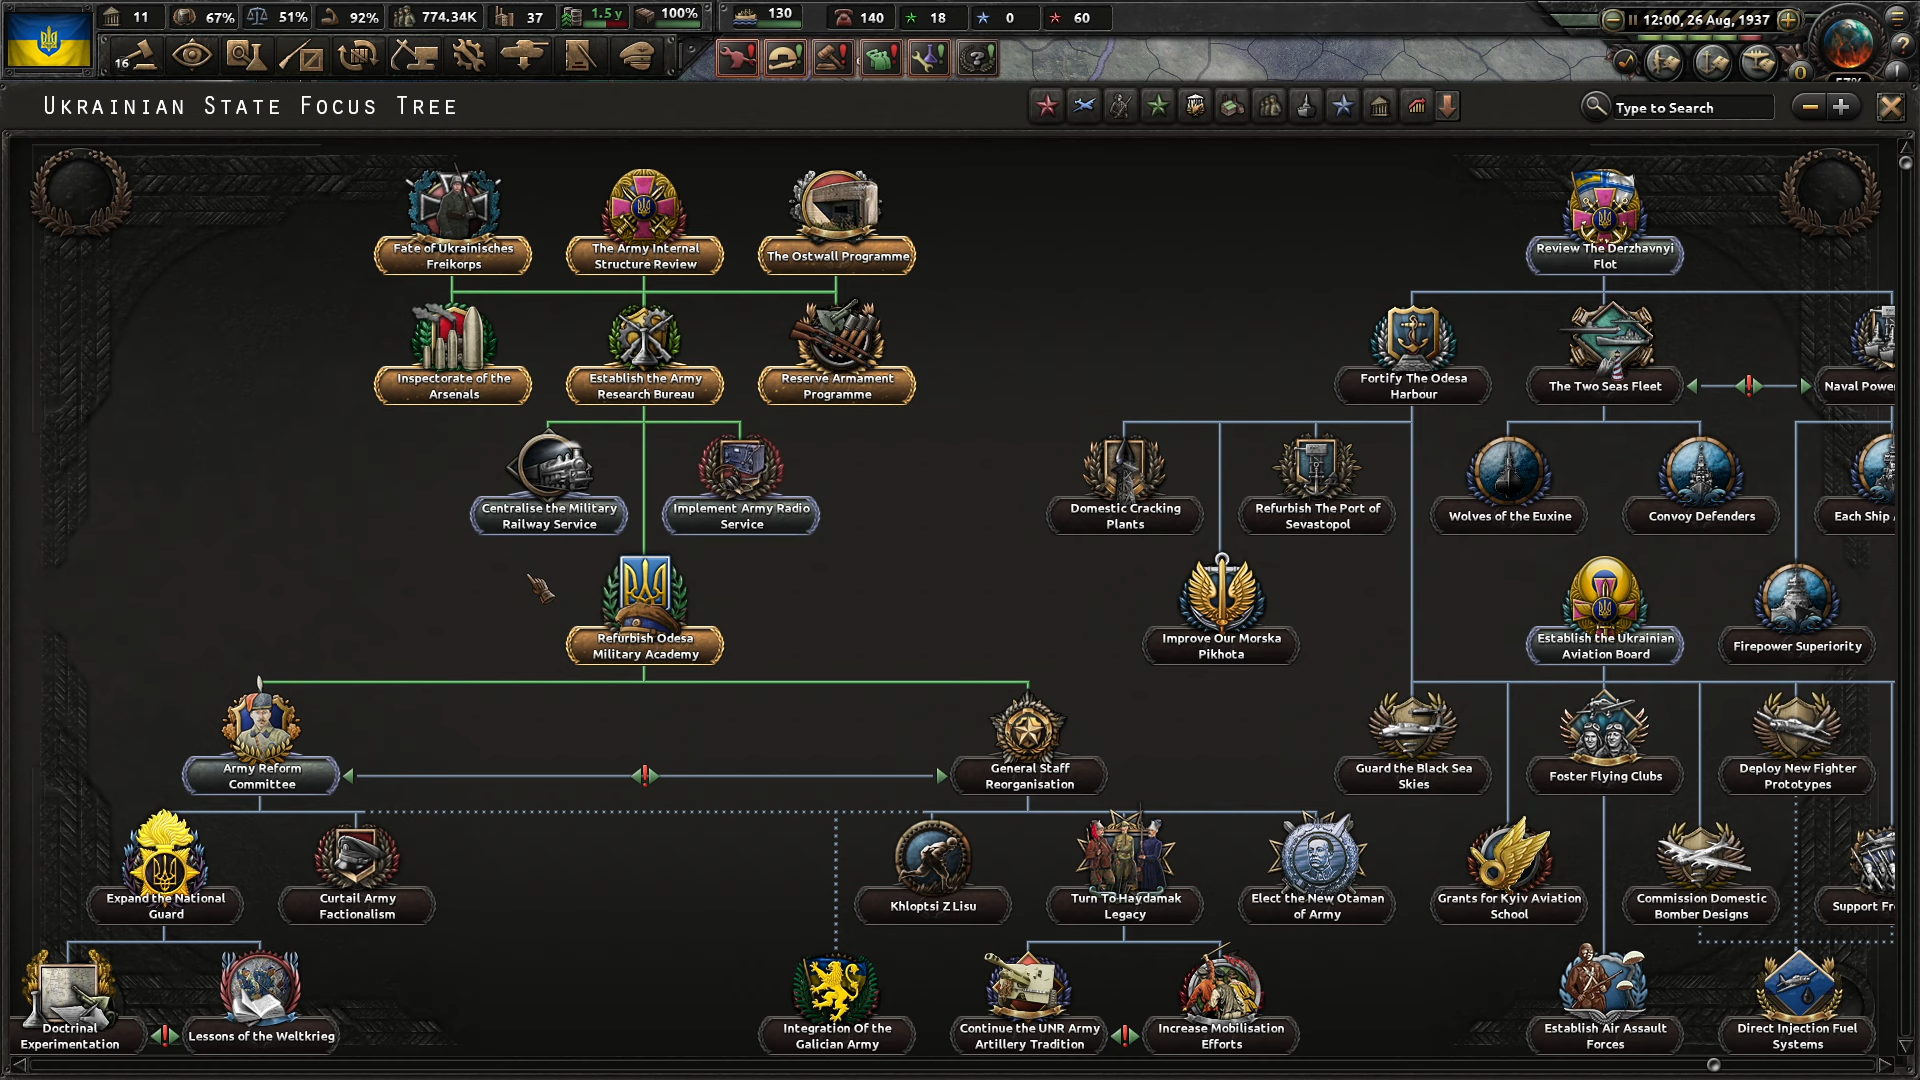 11
67%
51%
92%
774.34K
37
1.5 y
100%
130
140
18
0
60
12:00, 26 Aug, 1937
16
0
57%
UKRAINIAN STATE FOCUS TREE
Type to Search
Fate of Ukrainisches
Freikorps
The Army Internal
Structure Review
The Ostwall Programme
Review The Derzhavnyi
Flot
Inspectorate of the
Arsenals
Establish the Army
Research Bureau
Reserve Armament
Programme
Fortify The Odesa
Harbour
The Two Seas Fleet
Naval Power
Centralise the Military
Railway Service
Implement Army Radio
Service
Domestic Cracking
Plants
Refurbish The Port of
Sevastopol
Wolves of the Euxine
Convoy Defenders
Each Ship
Refurbish Odesa
Military Academy
Improve Our Morska
Pikhota
Establish the Ukrainian
Aviation Board
Firepower Superiority
Army Reform
Committee
General Staff
Reorganisation
Guard the Black Sea
Skies
Foster Flying Clubs
Deploy New Fighter
Prototypes
Expand the National
Guard
Curtail Army
Factionalism
Khloptsi Z Lisu
Turn To Haydamak
Legacy
Elect the New Otaman
of Army
Grants for Kyiv Aviation
School
Commission Domestic
Bomber Designs
Support
Doctrinal
Experimentation
Lessons of the Weltkrieg
Integration Of the
Galician Army
Continue the UNR Army
Artillery Tradition
Increase Mobilisation
Efforts
Establish Air Assault
Forces
Direct Injection Fuel
Systems